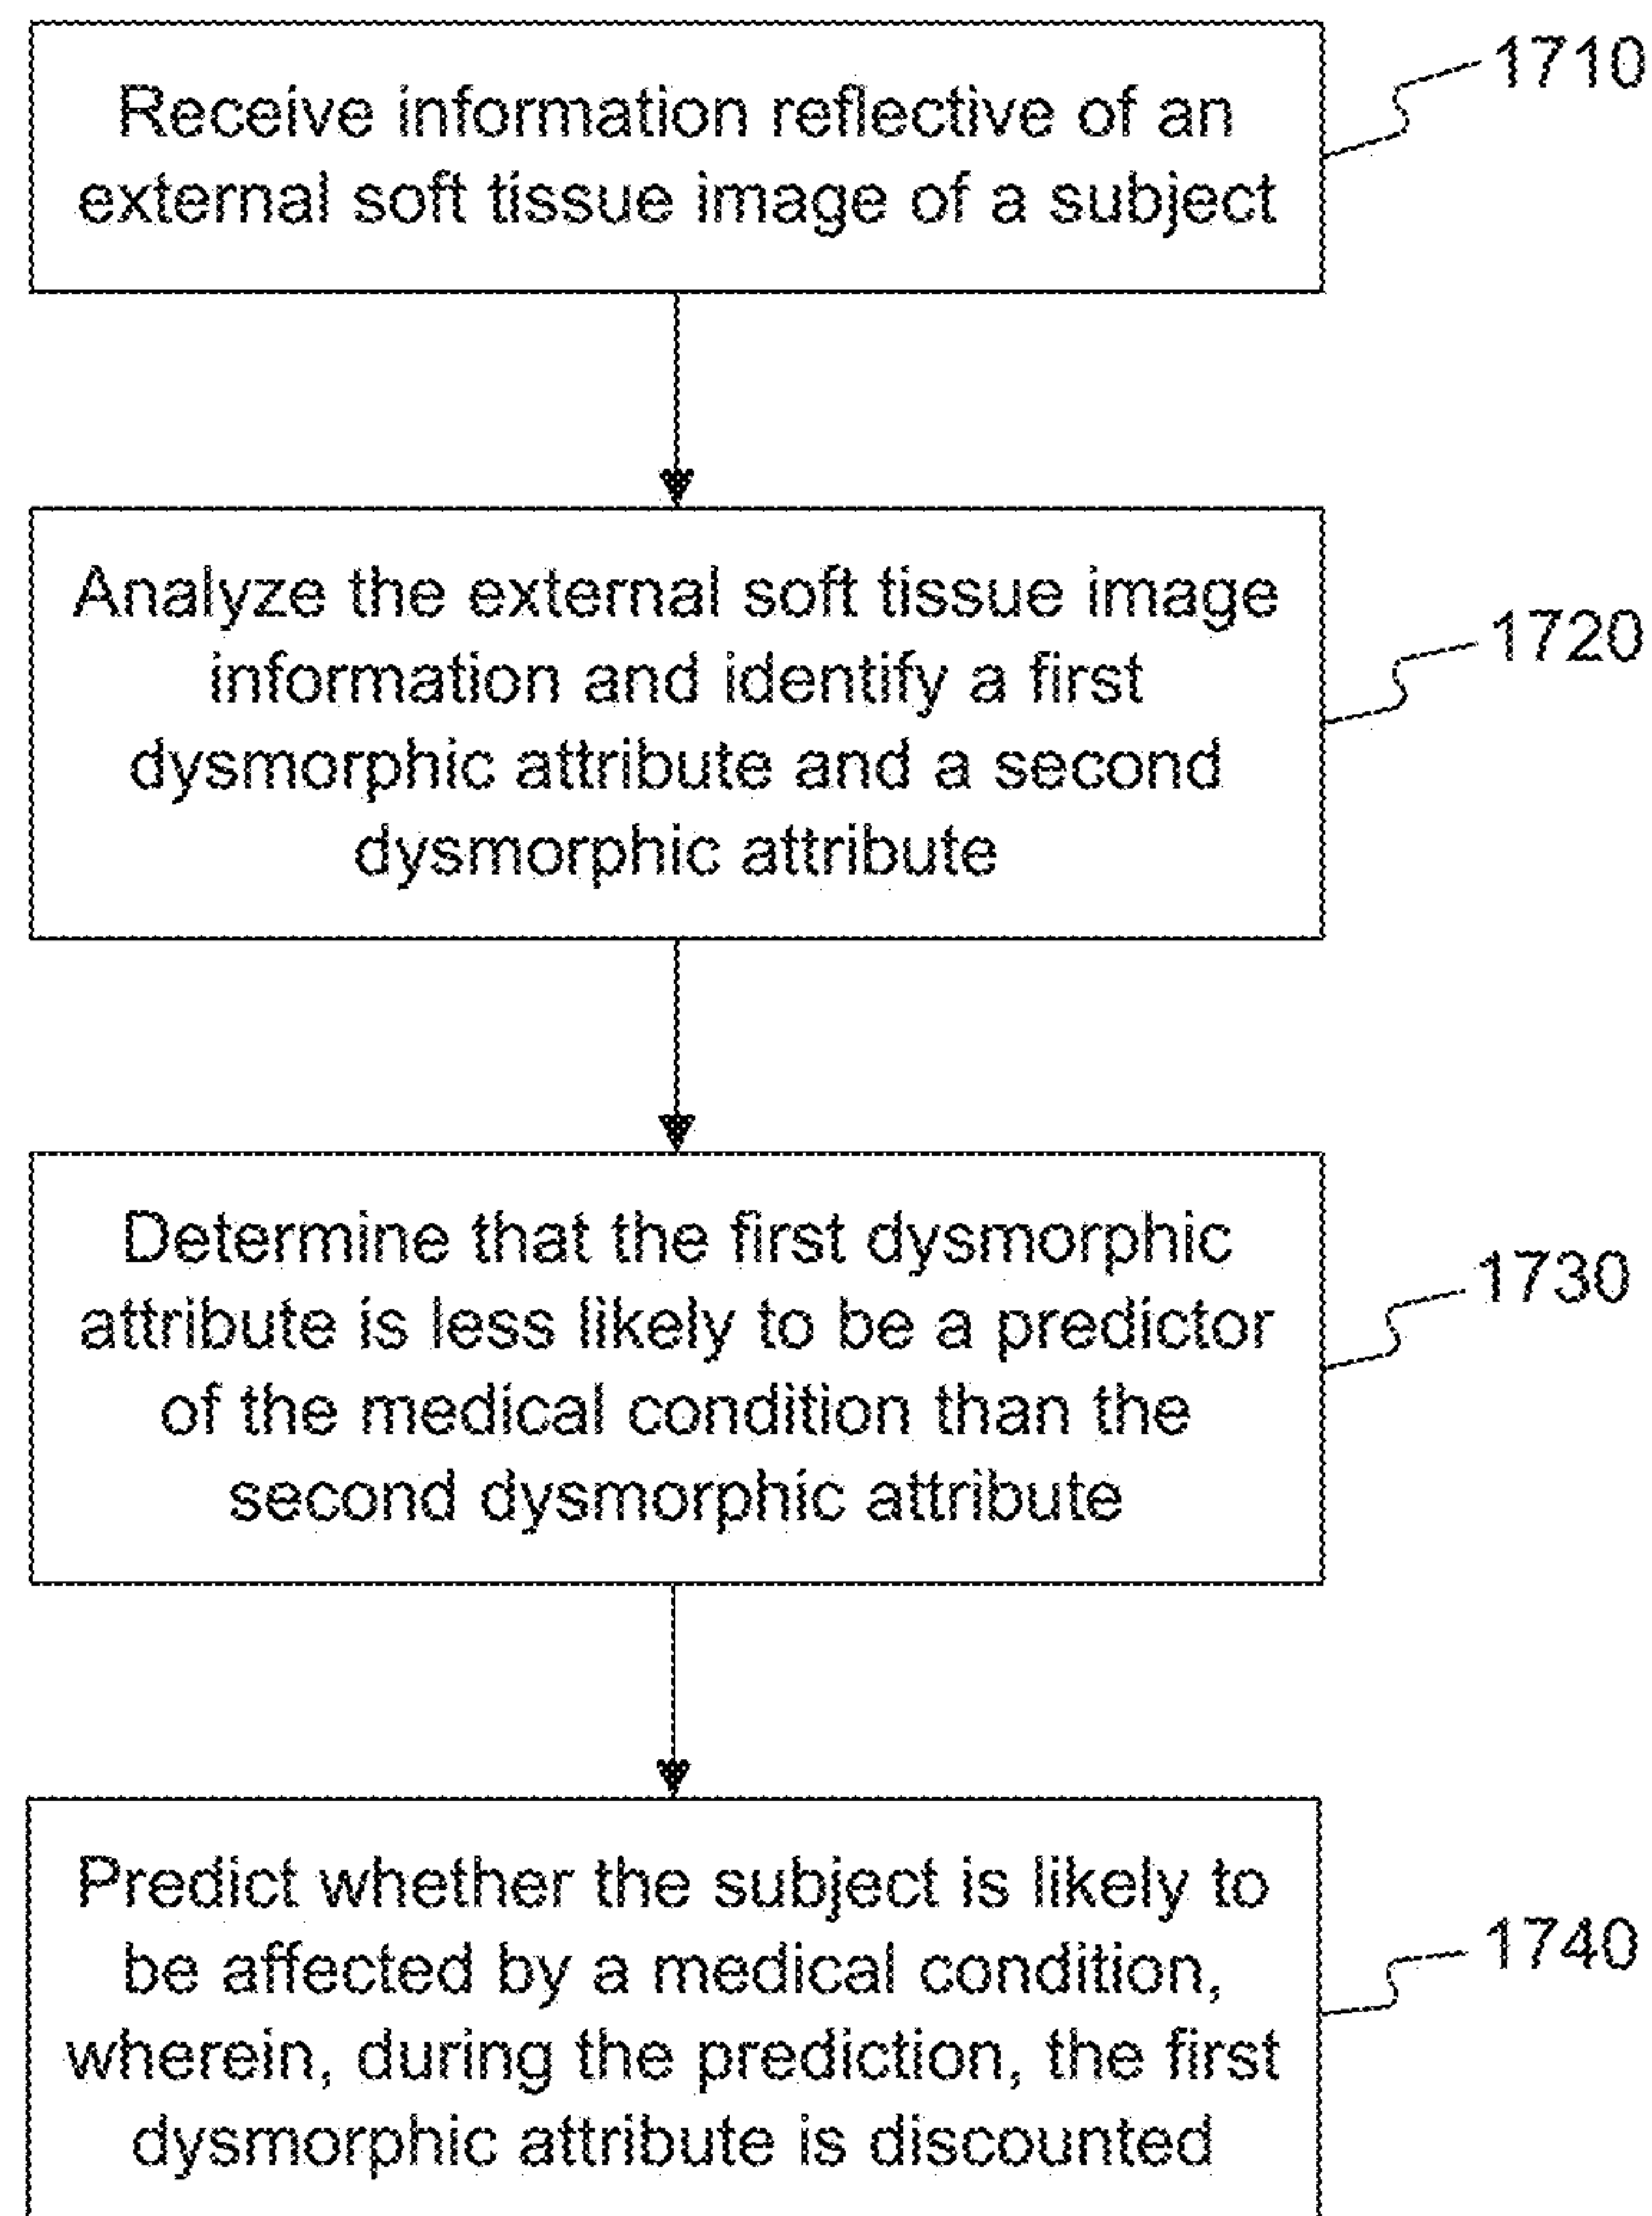 Receive information reflective of an
external soft tissue image of a subject
1710
Analyze the external soft tissue image
information and identify a first
dysmorphic attribute and a second
dysmorphic attribute
1720
Determine that the first dysmorphic
attribute is less likely to be a predictor
of the medical condition than the
second dysmorphic attribute
1730
Predict whether the subject is likely to
be affected by a medical condition,
wherein, during the prediction, the first
dysmorphic attribute is discounted
1740